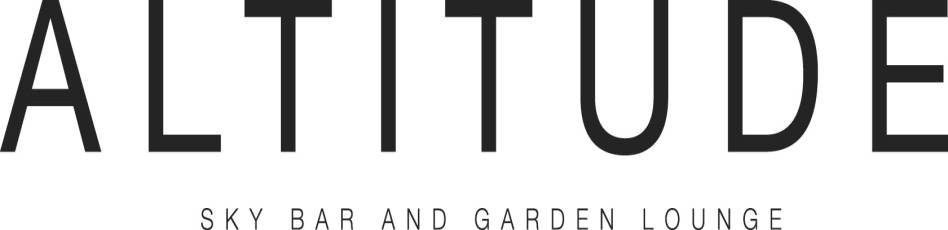 ALTITUDE
SKY BAR AND GARDEN LOUNGE